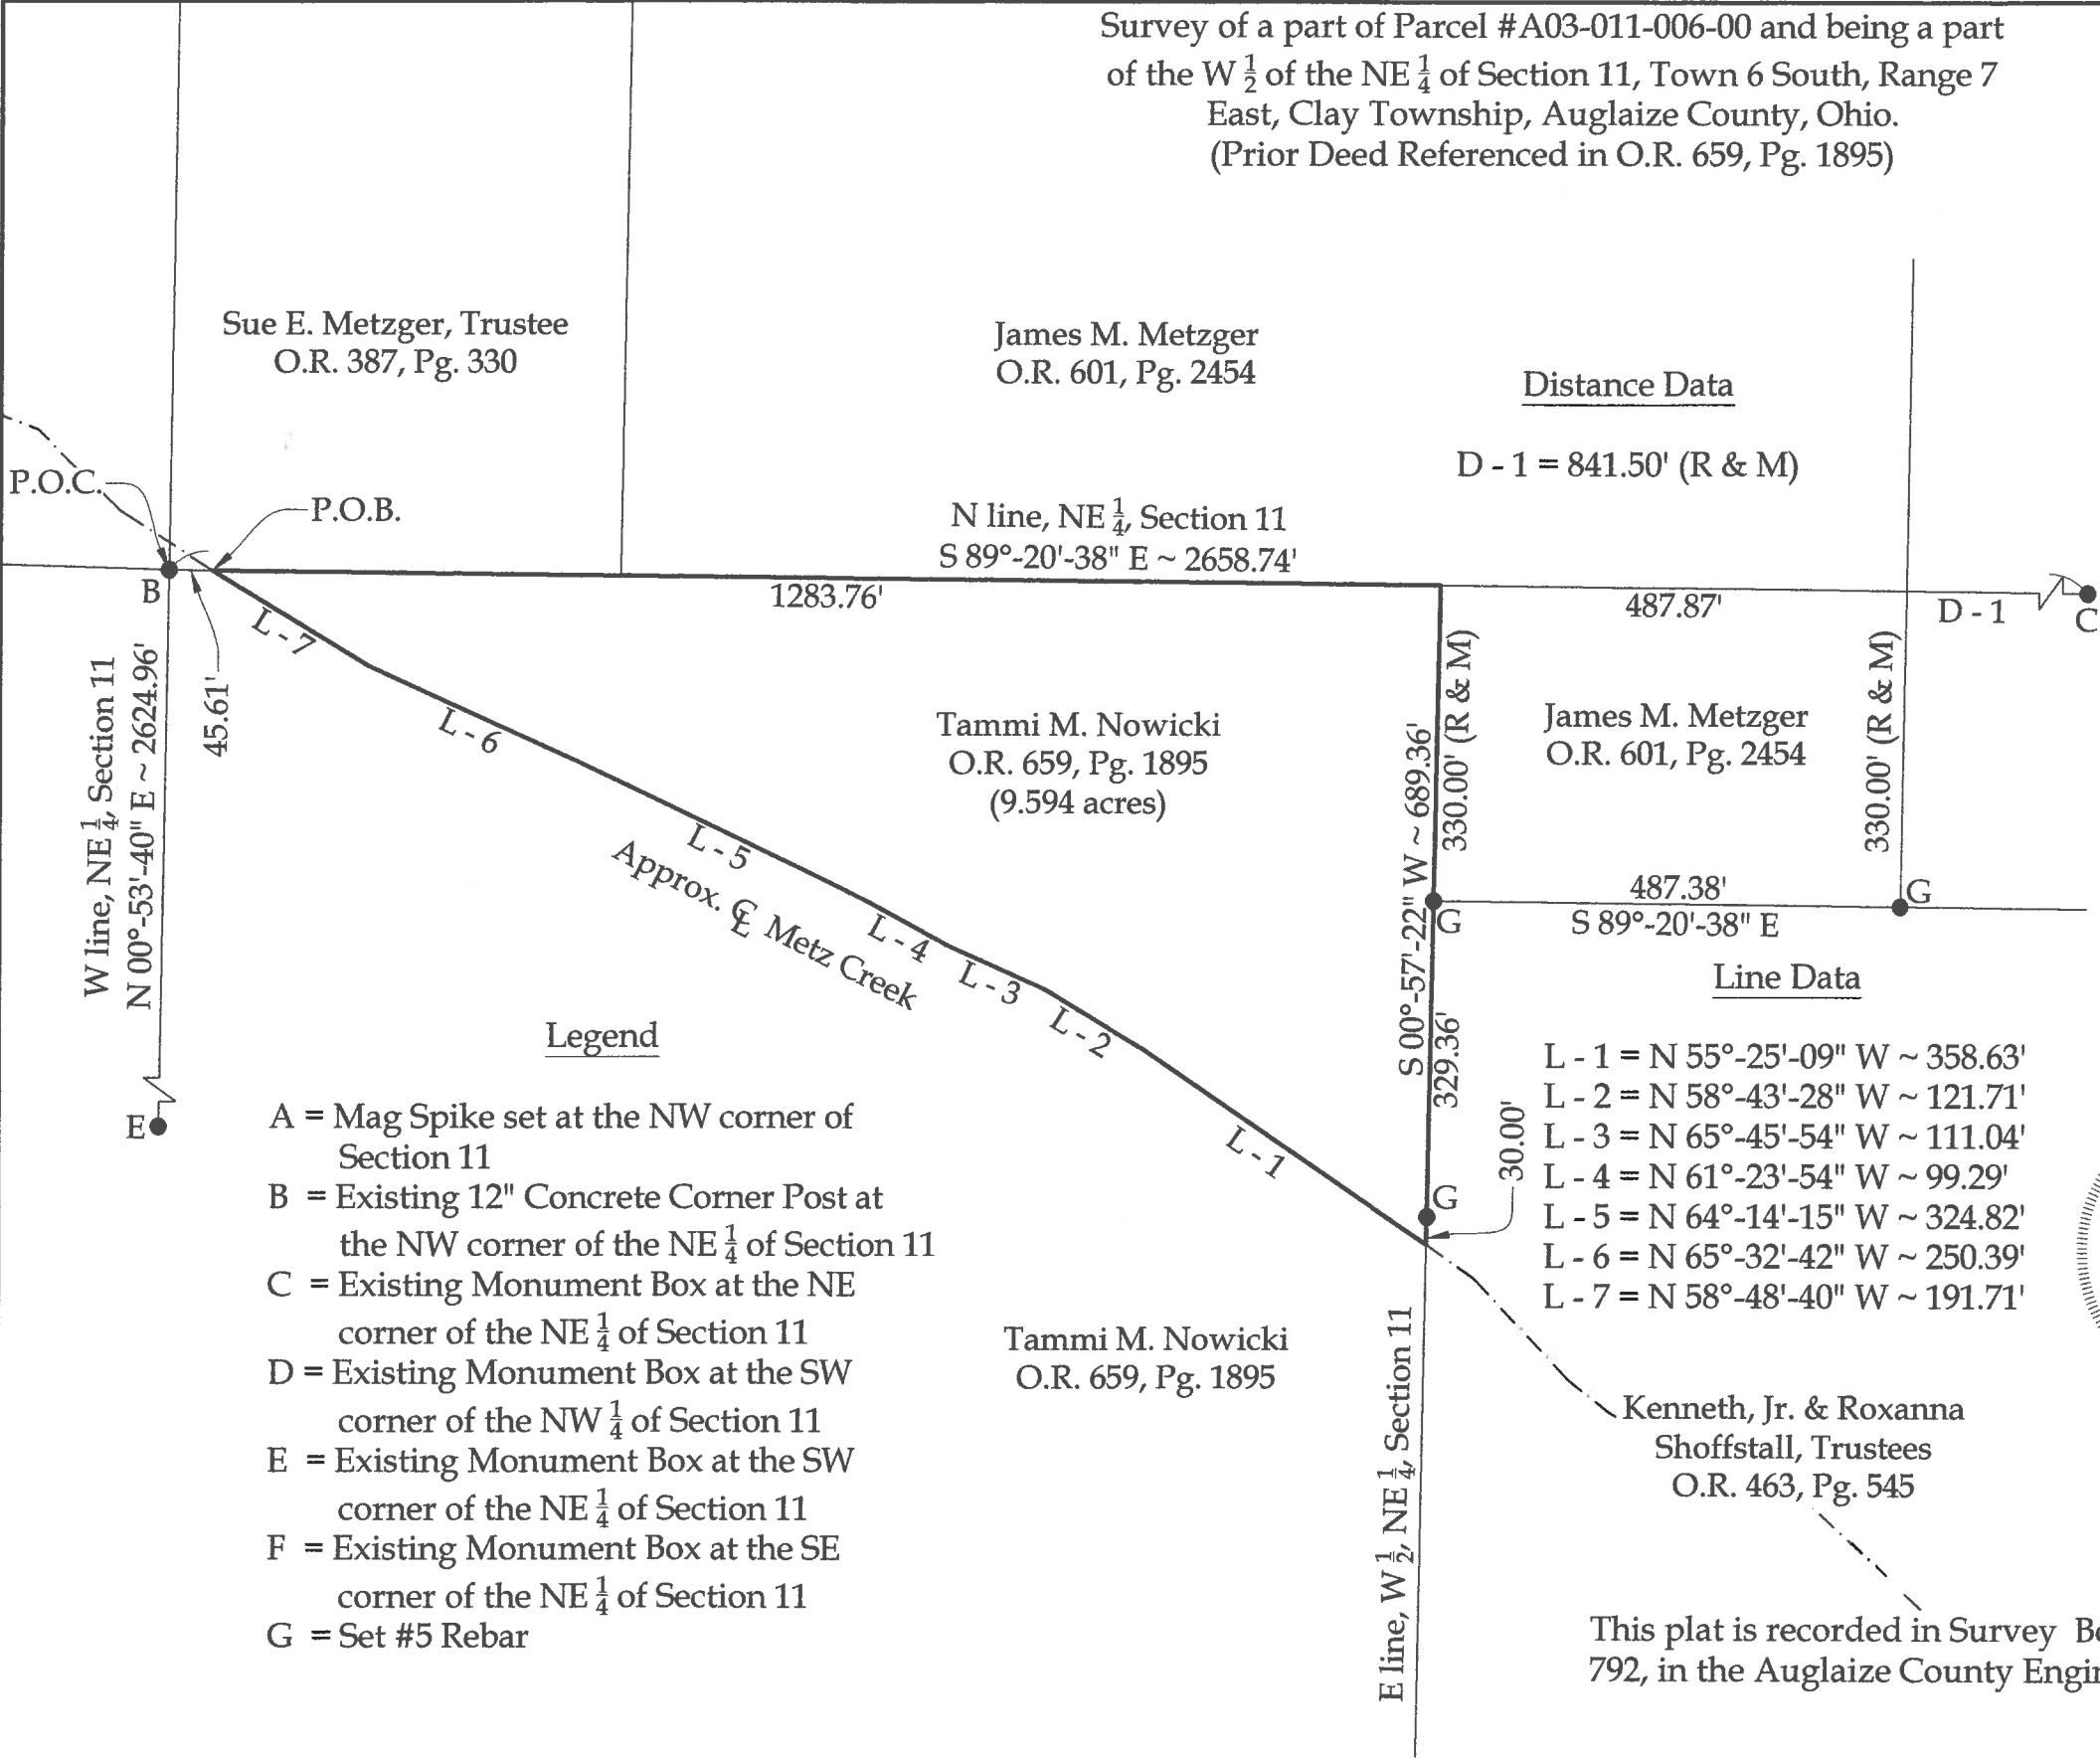 Survey of a part of Parcel #A03-011-006-00 and being a part
of the W 1/2 of the NE 1/4 of Section 11, Town 6 South, Range 7
East, Clay Township, Auglaize County, Ohio.
(Prior Deed Referenced in O.R. 659, Pg. 1895)
Sue E. Metzger, Trustee
O.R. 387, Pg. 330
James M. Metzger
O.R. 601, Pg. 2454
Distance Data
D - 1 = 841.50' (R & M)
P.O.C.
P.O.B.
N line, NE 1/4, Section 11
S 89°-20'-38" E ~ 2658.74'
1283.76'
487.87'
D - 1
B
C
45.61'
W line, NE 1/4, Section 11
N 00°-53'-40" E ~ 2624.96'
E
L - 7
L - 6
L - 5
L - 4
L - 3
L - 2
L - 1
Approx. ℄ Metz Creek
Tammi M. Nowicki
O.R. 659, Pg. 1895
(9.594 acres)
S 00°-57'-22" W ~ 689.36'
330.00' (R & M)
James M. Metzger
O.R. 601, Pg. 2454
330.00' (R & M)
487.38'
S 89°-20'-38" E
G
G
329.36'
G
30.00'
Line Data
L - 1 = N 55°-25'-09" W ~ 358.63'
L - 2 = N 58°-43'-28" W ~ 121.71'
L - 3 = N 65°-45'-54" W ~ 111.04'
L - 4 = N 61°-23'-54" W ~ 99.29'
L - 5 = N 64°-14'-15" W ~ 324.82'
L - 6 = N 65°-32'-42" W ~ 250.39'
L - 7 = N 58°-48'-40" W ~ 191.71'
Legend
A = Mag Spike set at the NW corner of
Section 11
B = Existing 12" Concrete Corner Post at
the NW corner of the NE 1/4 of Section 11
C = Existing Monument Box at the NE
corner of the NE 1/4 of Section 11
D = Existing Monument Box at the SW
corner of the NW 1/4 of Section 11
E = Existing Monument Box at the SW
corner of the NE 1/4 of Section 11
F = Existing Monument Box at the SE
corner of the NE 1/4 of Section 11
G = Set #5 Rebar
Tammi M. Nowicki
O.R. 659, Pg. 1895
E line, W 1/2, NE 1/4, Section 11
Kenneth, Jr. & Roxanna
Shoffstall, Trustees
O.R. 463, Pg. 545
This plat is recorded in Survey
792, in the Auglaize County